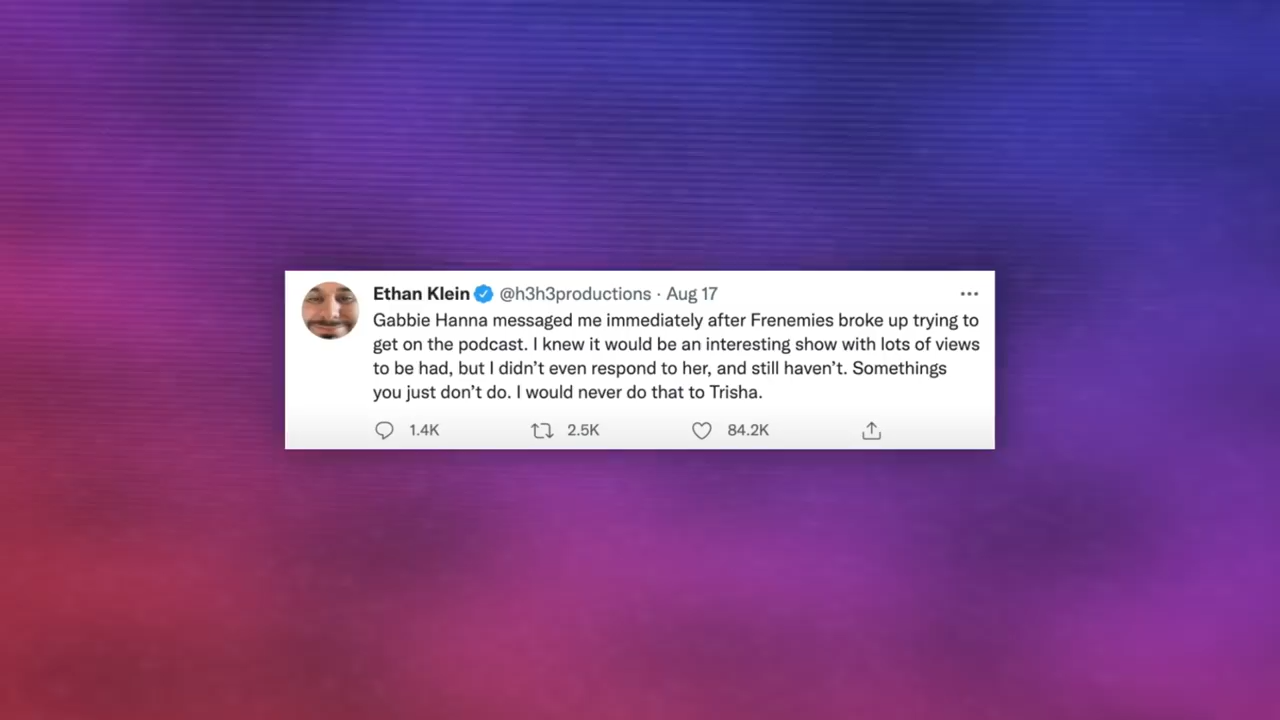 Ethan Klein @h3h3productions · Aug 17
Gabbie Hanna messaged me immediately after Frenemies broke up trying to
get on the podcast. I knew it would be an interesting show with lots of views
to be had, but I didn’t even respond to her, and still haven’t. Somethings
you just don’t do. I would never do that to Trisha.
1.4K 2.5K 84.2K